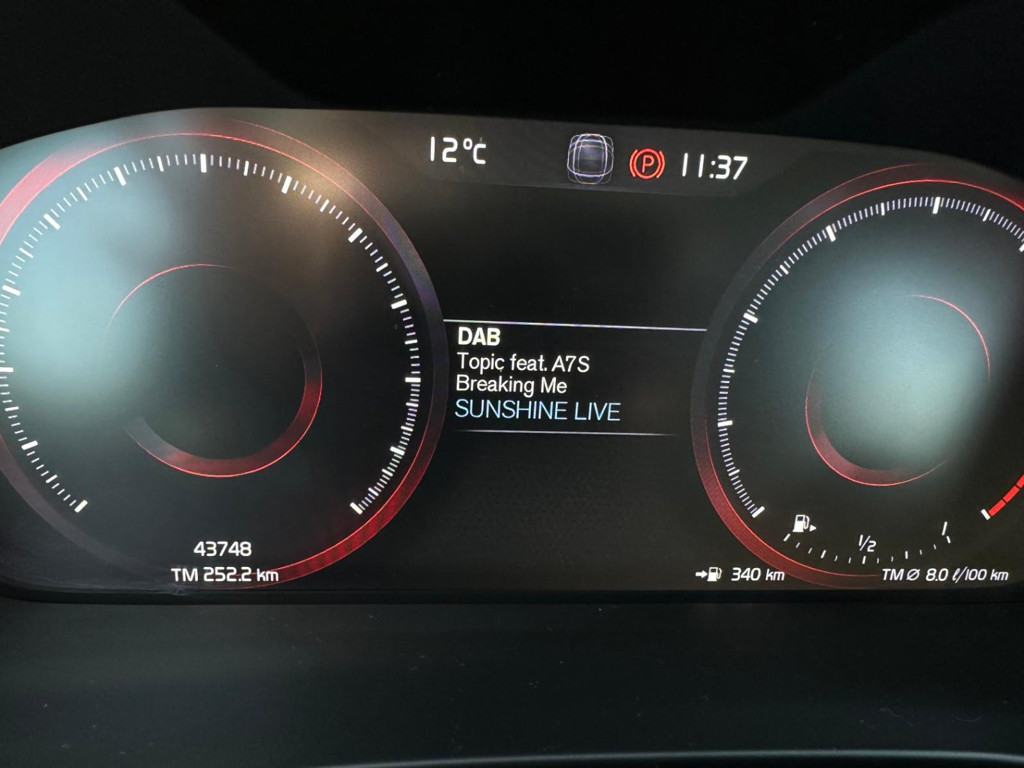 12°C
P 11:37
DAB
Topic feat. A7S
Breaking Me
SUNSHINE LIVE
43748
TM 252.2 km
1/2
1
340 km
TM ∅ 8.0 ℓ/100 km